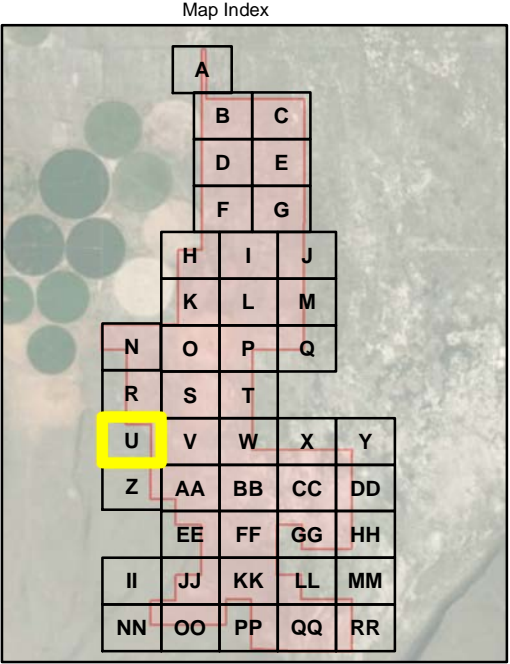 Map Index
A
B C
D E
F G
H I J
K L M
N O P Q
R S T
U V W X Y
Z AA BB CC DD
EE FF GG HH
II JJ KK LL MM
NN OO PP QQ RR